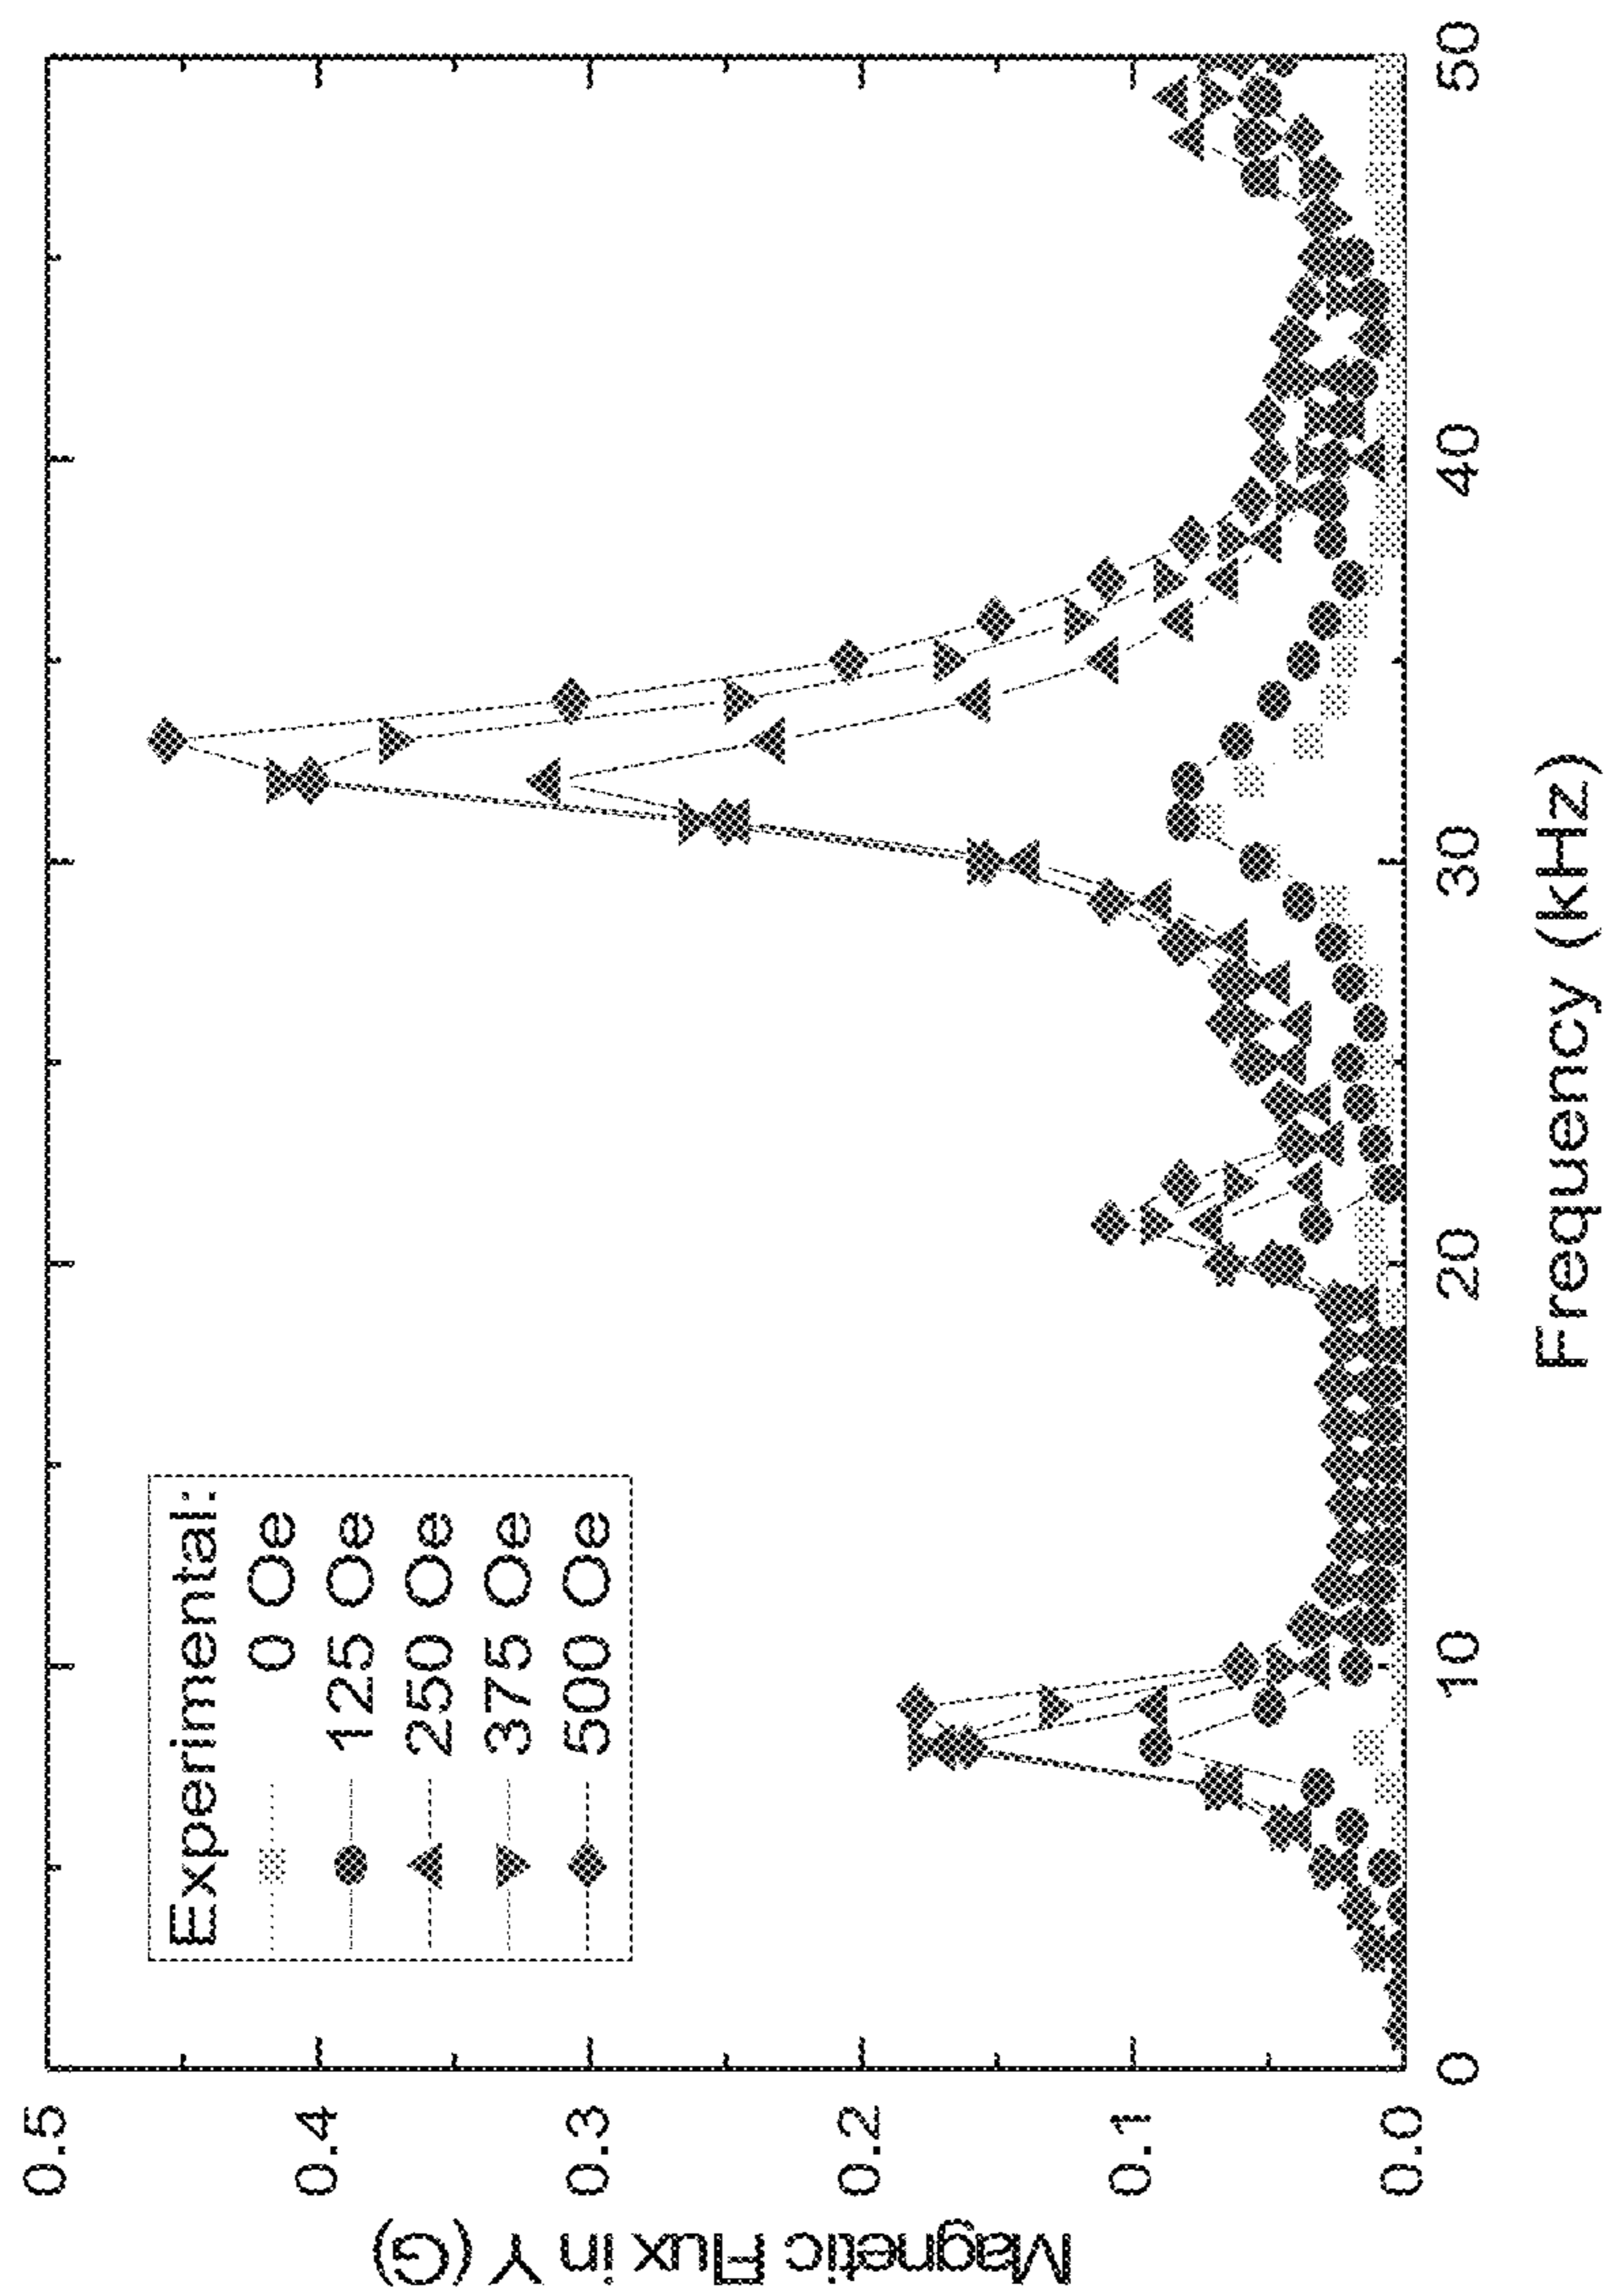 Experimental:
0 Oe
125 Oe
250 Oe
375 Oe
500 Oe
0.5
0.4
0.3
0.2
0.1
0.0
Magnetic Flux in Y (G)
0
10
20
30
40
50
Frequency (kHz)